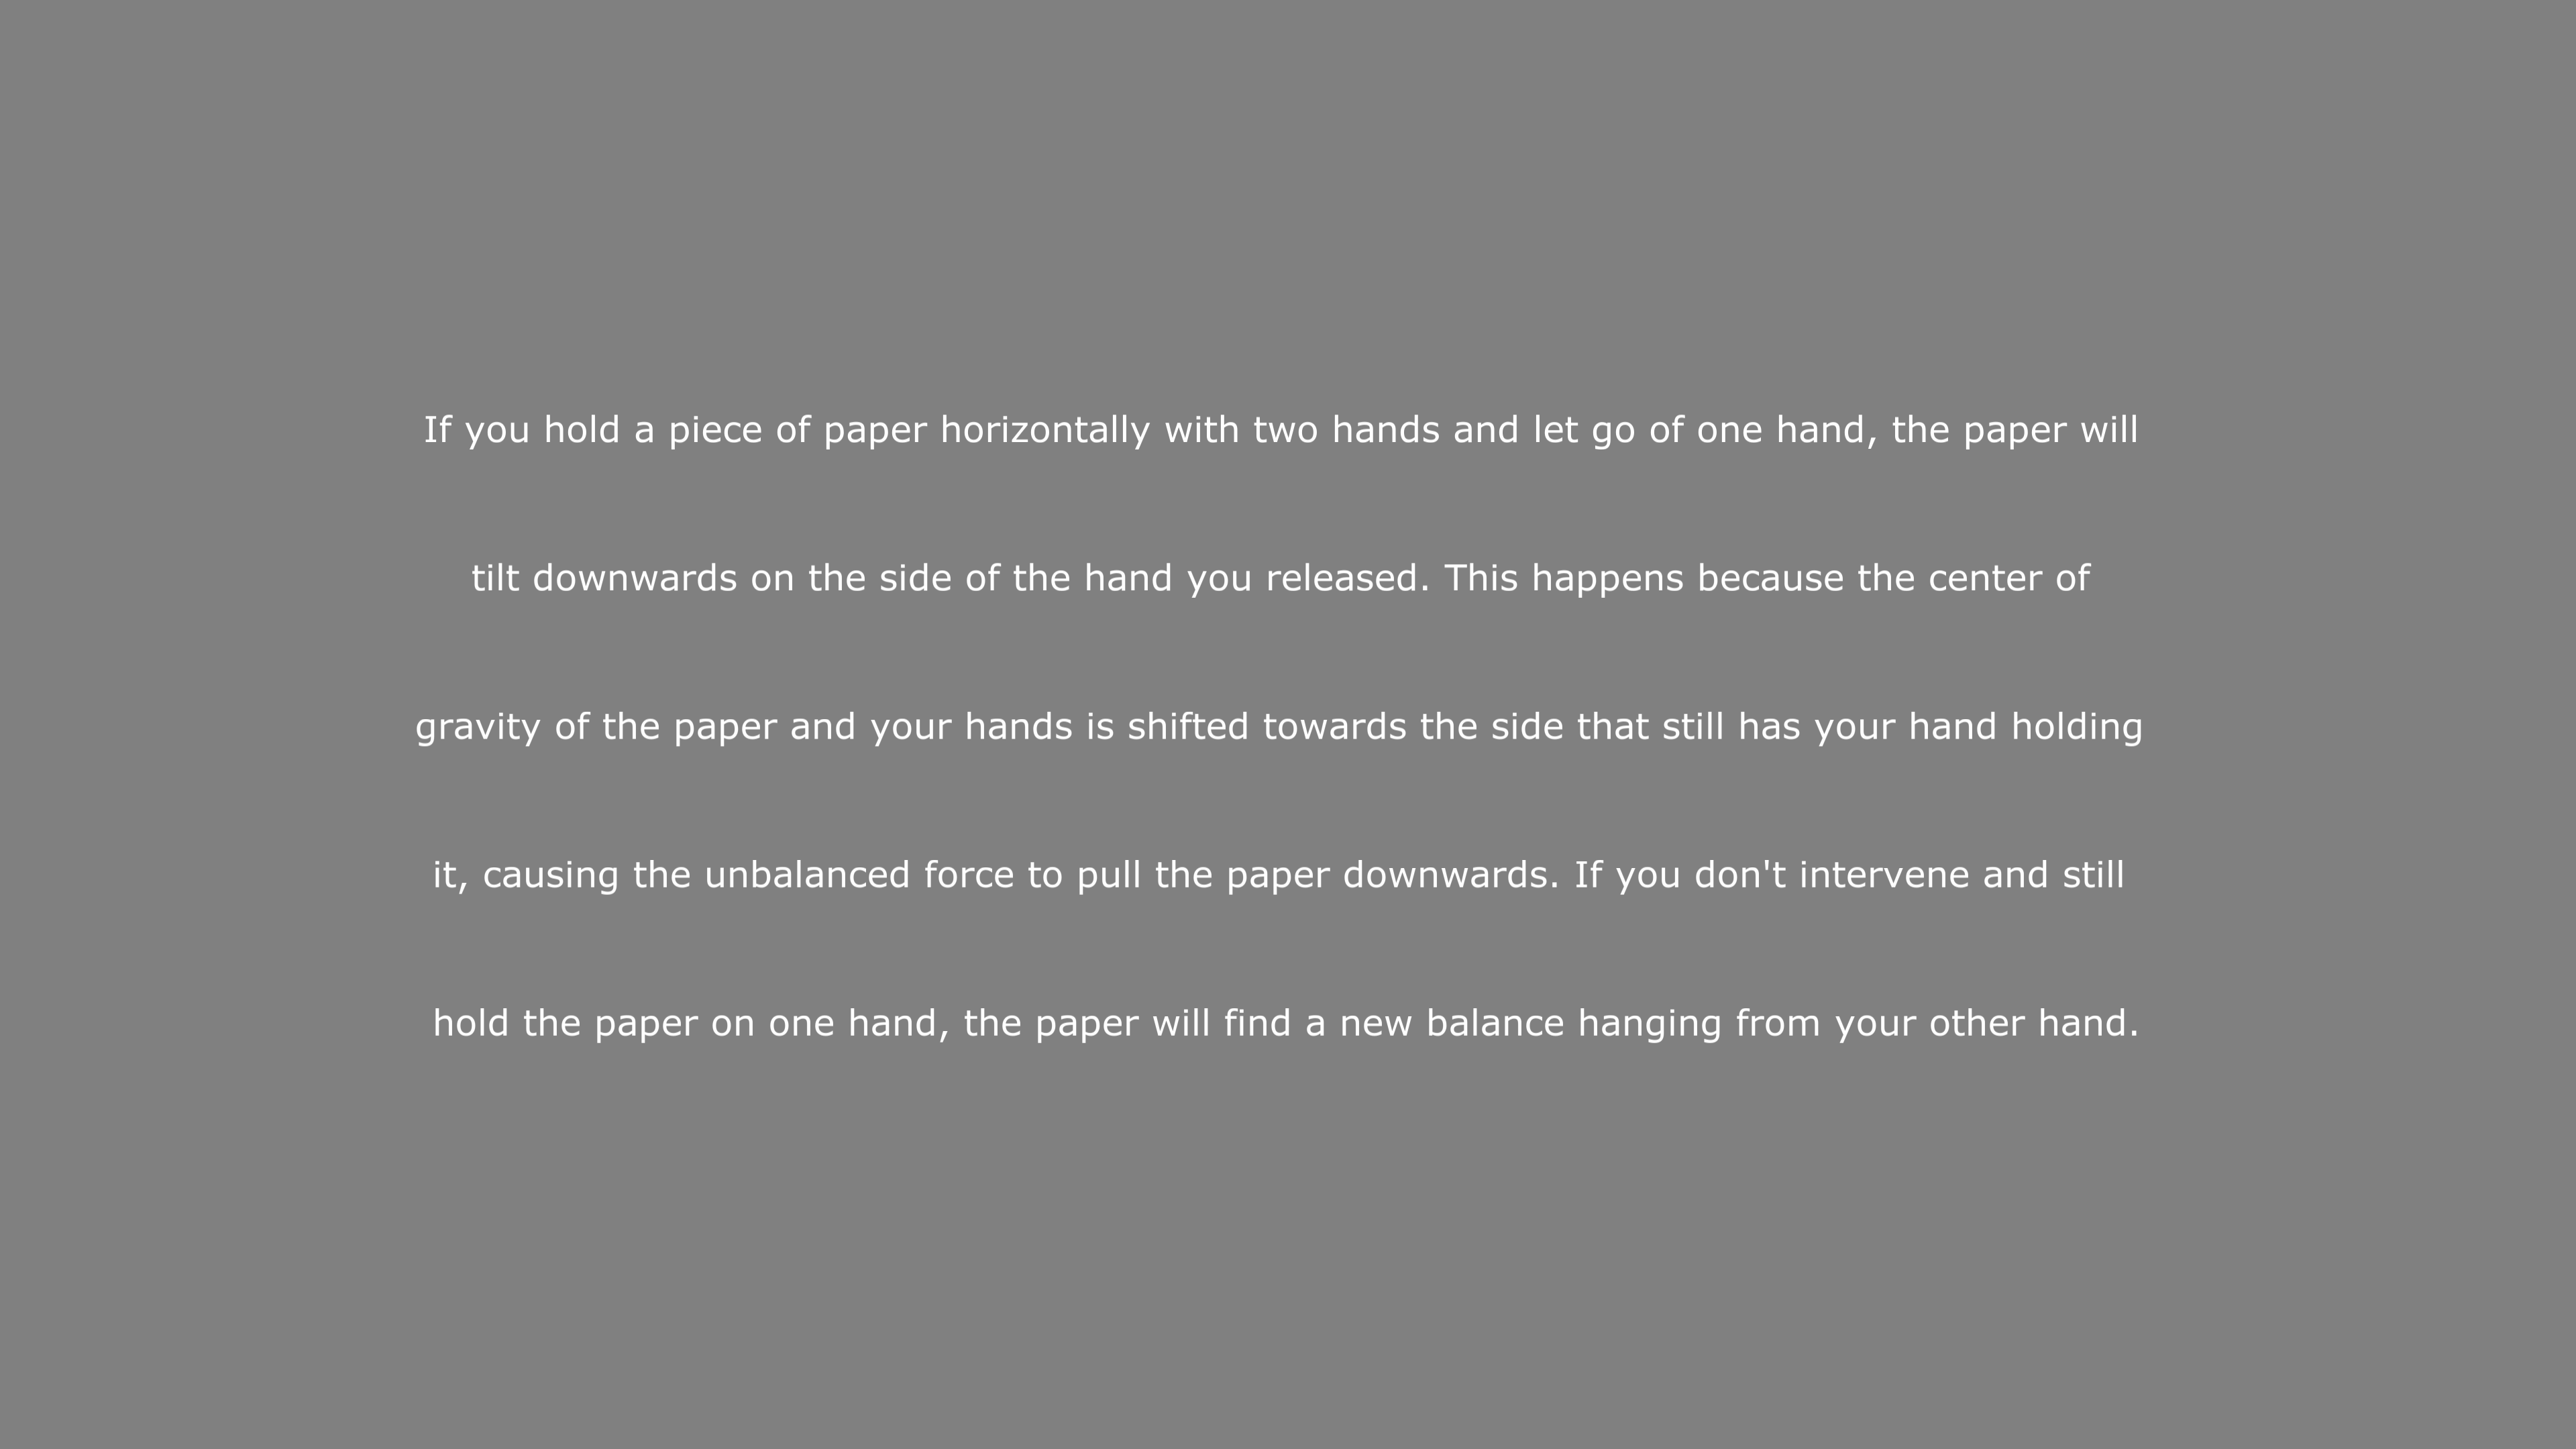 If you hold a piece of paper horizontally with two hands and let go of one hand, the paper will
tilt downwards on the side of the hand you released. This happens because the center of
gravity of the paper and your hands is shifted towards the side that still has your hand holding
it, causing the unbalanced force to pull the paper downwards. If you don't intervene and still
hold the paper on one hand, the paper will find a new balance hanging from your other hand.